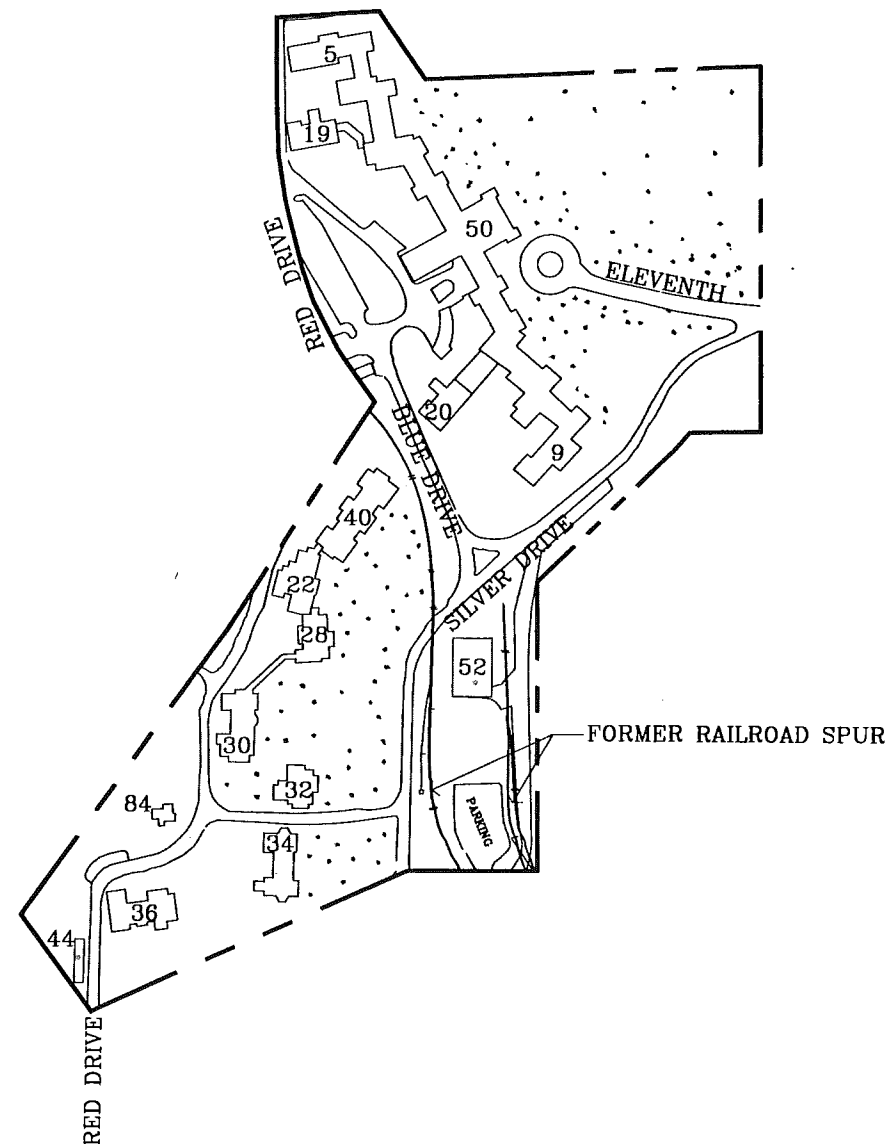 5
19
50
RED DRIVE
ELEVENTH
20
BLUE DRIVE
9
40
SILVER DRIVE
22
28
52
30
FORMER RAILROAD SPUR
32
84
PARKING
34
36
44
RED DRIVE